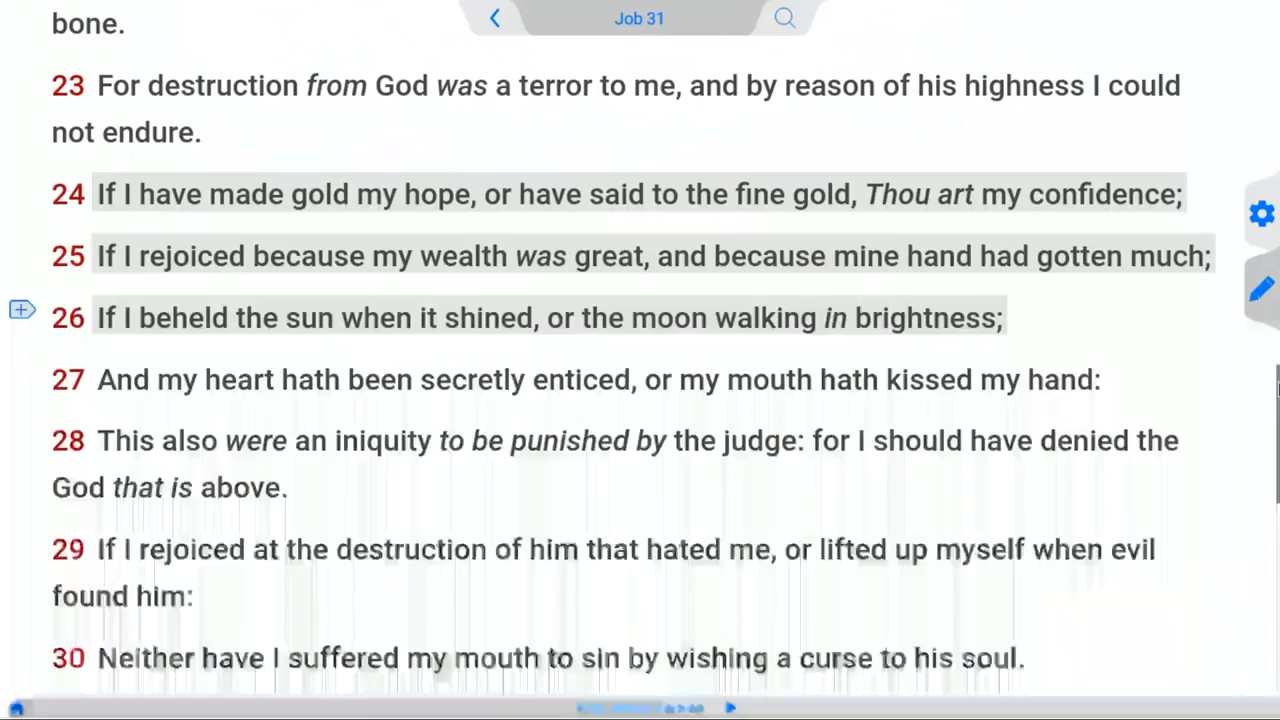 Job 31
bone.
23 For destruction from God was a terror to me, and by reason of his highness I could
not endure.
24 If I have made gold my hope, or have said to the fine gold, Thou art my confidence;
25 If I rejoiced because my wealth was great, and because mine hand had gotten much;
26 If I beheld the sun when it shined, or the moon walking in brightness;
27 And my heart hath been secretly enticed, or my mouth hath kissed my hand:
28 This also were an iniquity to be punished by the judge: for I should have denied the
God that is above.
29 If I rejoiced at the destruction of him that hated me, or lifted up myself when evil
found him:
30 Neither have I suffered my mouth to sin by wishing a curse to his soul.